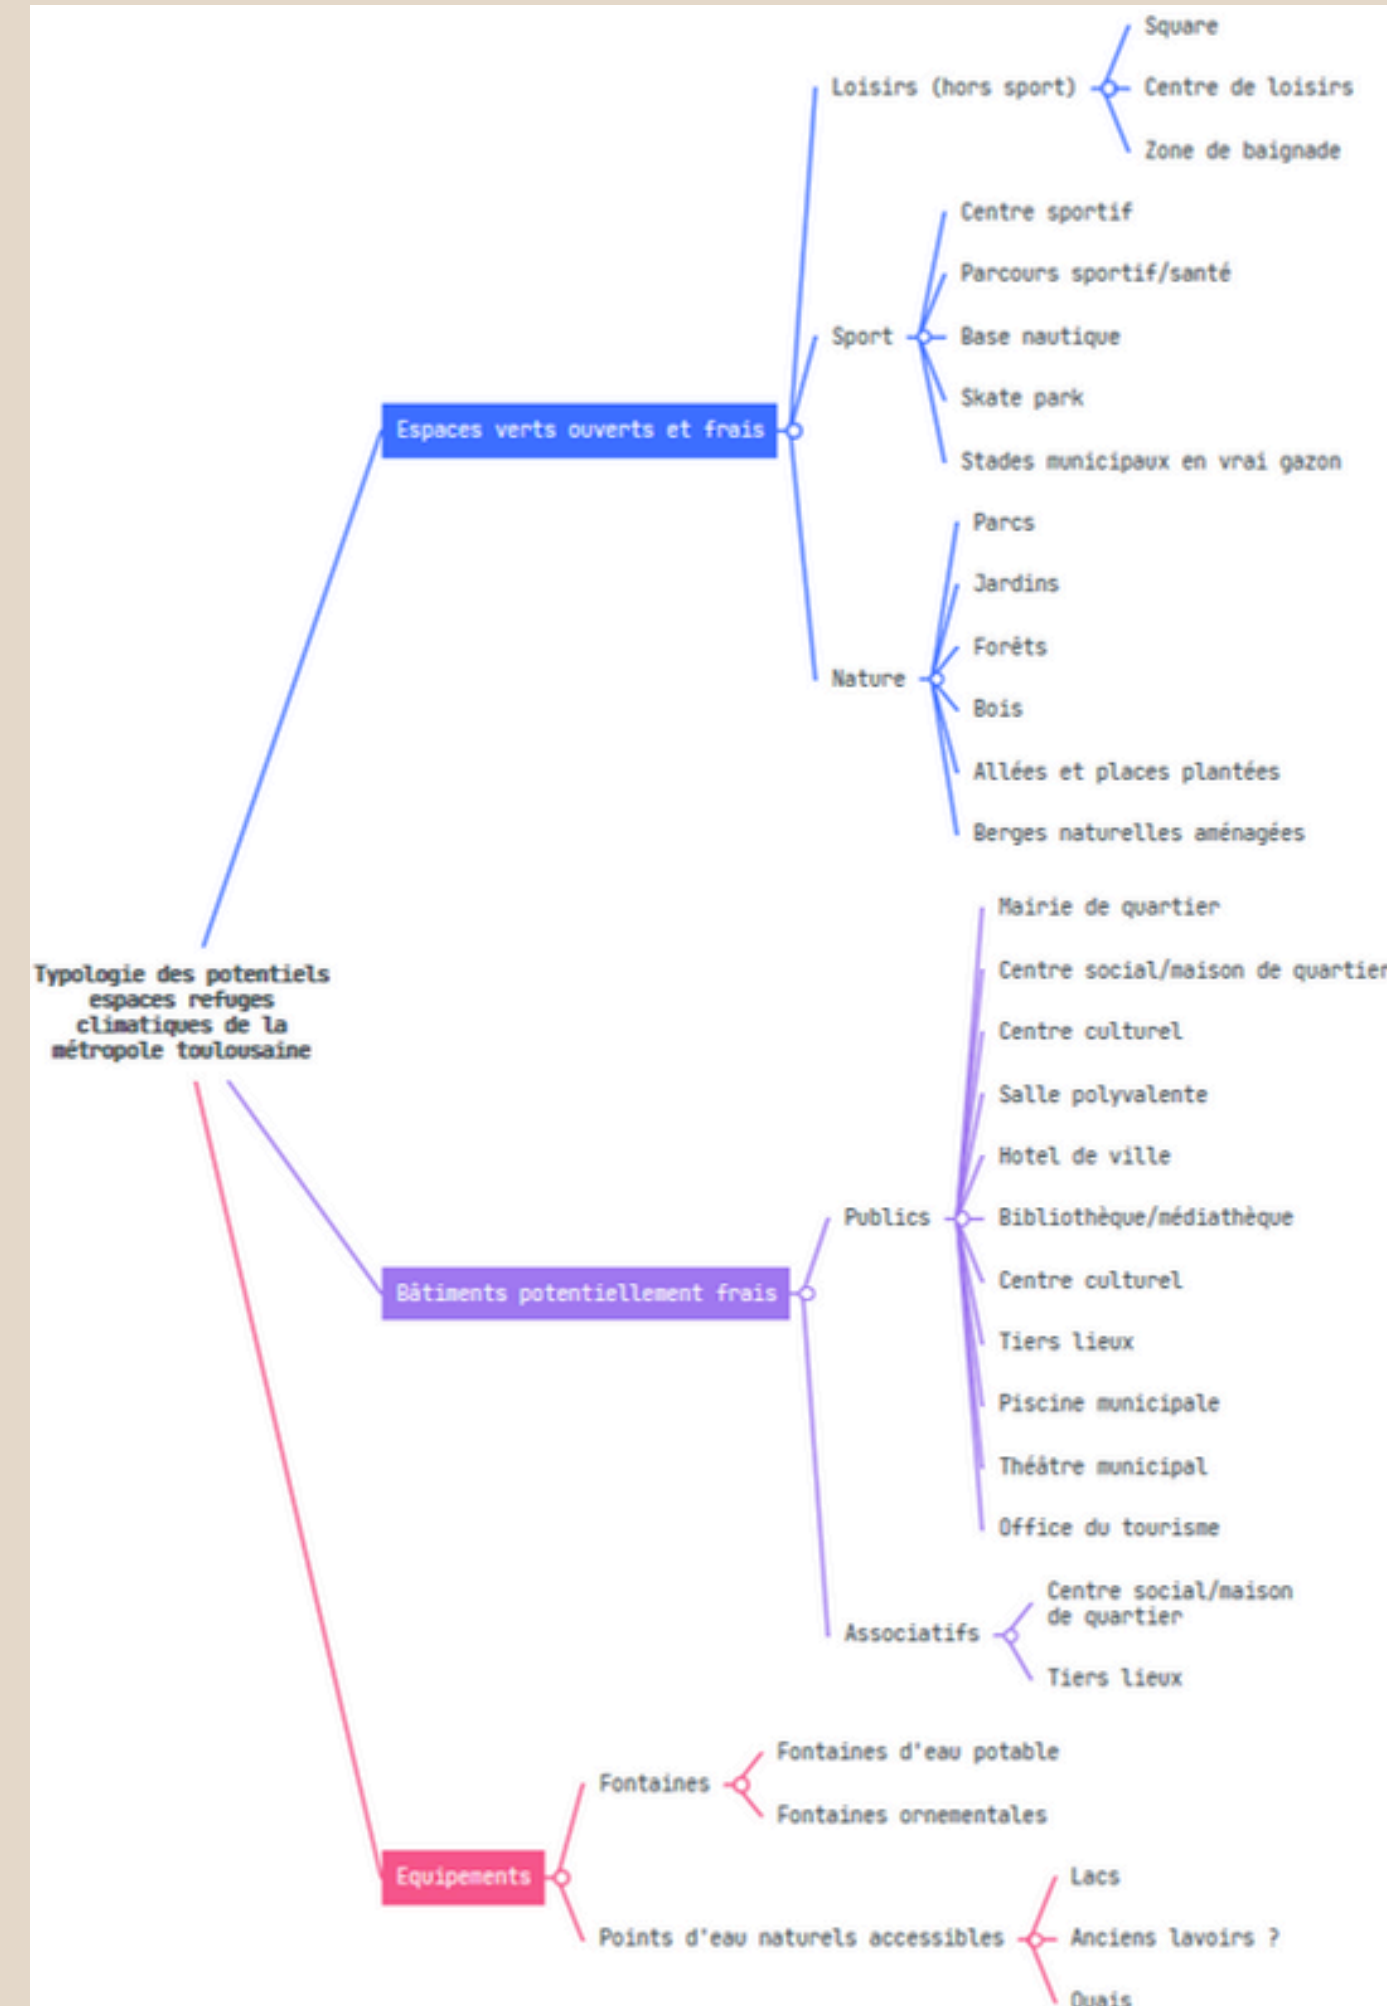 Square
Loisirs (hors sport)
Centre de loisirs
Zone de baignade
Centre sportif
Parcours sportif/santé
Sport
Base nautique
Skate park
Espaces verts ouverts et frais
Stades municipaux en vrai gazon
Parcs
Jardins
Forêts
Nature
Bois
Allées et places plantées
Berges naturelles aménagées
Typologie des potentiels
espaces refuges
climatiques de la
métropole toulousaine
Mairie de quartier
Centre social/maison de quartier
Centre culturel
Salle polyvalente
Hotel de ville
Publics
Bibliothèque/médiathèque
Bâtiments potentiellement frais
Centre culturel
Tiers lieux
Piscine municipale
Théâtre municipal
Office du tourisme
Centre social/maison
de quartier
Associatifs
Tiers lieux
Fontaines d'eau potable
Fontaines
Fontaines ornementales
Equipements
Lacs
Points d'eau naturels accessibles
Anciens lavoirs ?
Quais